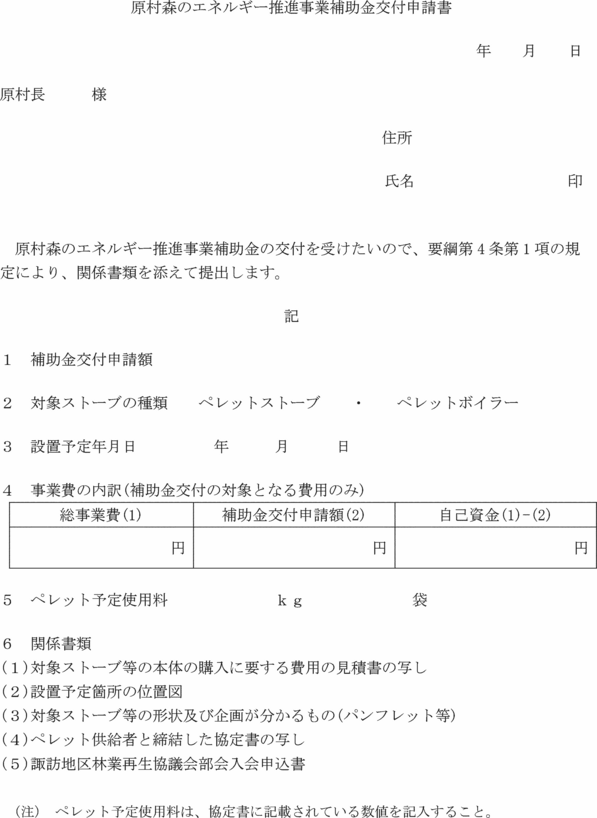 原村森のエネルギー推進事業補助金交付申請書
年　　月　　日
原村長　　　様
住所
氏名　　　　　　　　　　印
　原村森のエネルギー推進事業補助金の交付を受けたいので、要綱第４条第１項の規
定により、関係書類を添えて提出します。
記
１　補助金交付申請額
２　対象ストーブの種類　　ペレットストーブ　　・　　ペレットボイラー
３　設置予定年月日　　　　　年　　　月　　　日
４　事業費の内訳(補助金交付の対象となる費用のみ)
総事業費(1)　補助金交付申請額(2)　自己資金(1)-(2)
円　円　円
５　ペレット予定使用料　　　　　　　ｋｇ　　　　　　　袋
６　関係書類
(１)対象ストーブ等の本体の購入に要する費用の見積書の写し
(２)設置予定箇所の位置図
(３)対象ストーブ等の形状及び企画が分かるもの(パンフレット等)
(４)ペレット供給者と締結した協定書の写し
(５)諏訪地区林業再生協議会部会入会申込書
(注)　ペレット予定使用料は、協定書に記載されている数値を記入すること。